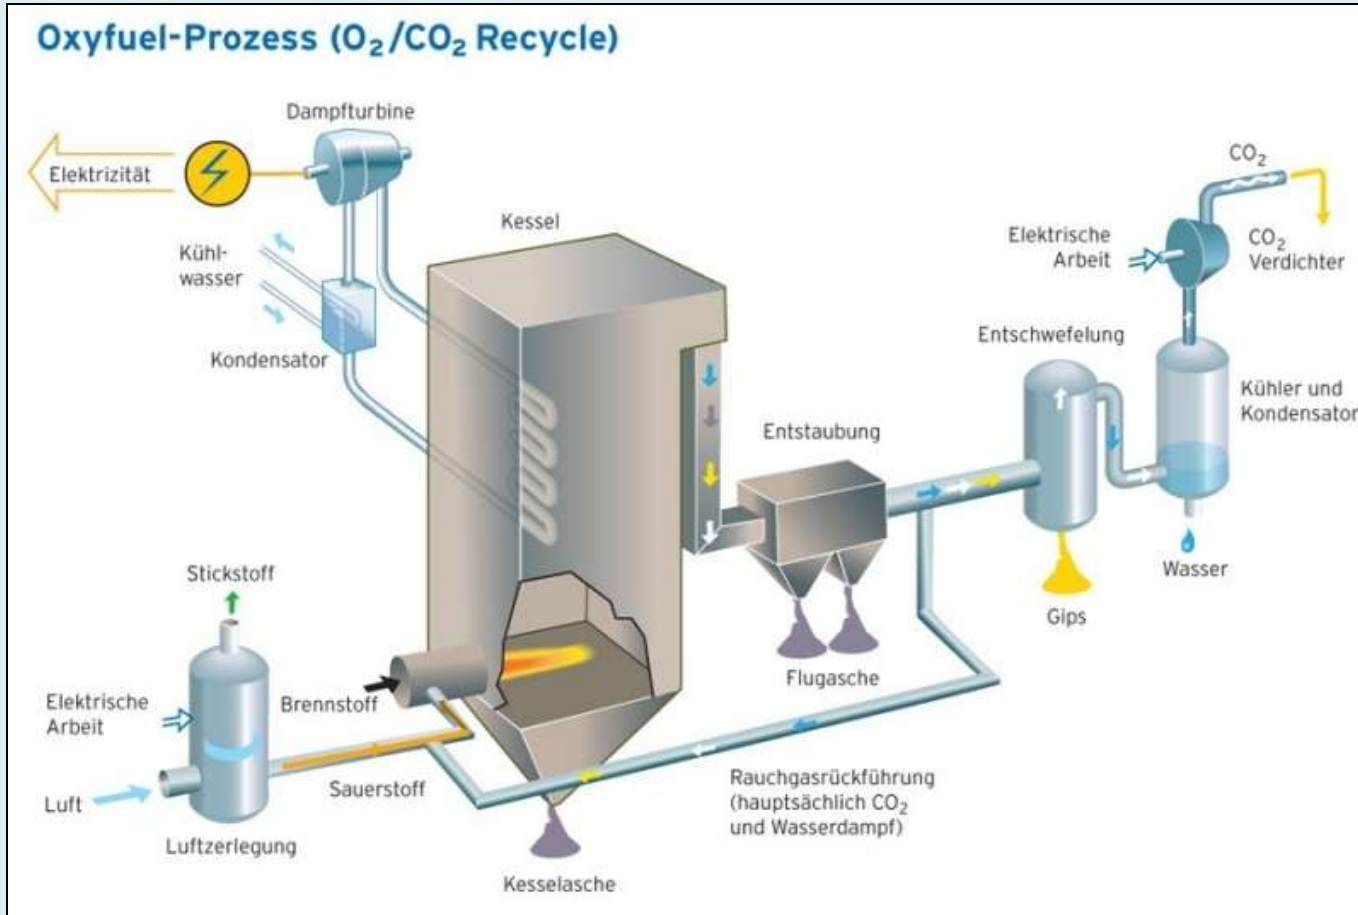 Oxyfuel-Prozess (O₂/CO₂ Recycle)
Dampfturbine
Elektrizität
Kessel
Kühl-
wasser
Kondensator
CO₂
Elektrische
Arbeit
CO₂
Verdichter
Entschwefelung
Kühler und
Kondensator
Entstaubung
Wasser
Gips
Flugasche
Stickstoff
Elektrische
Arbeit
Brennstoff
Sauerstoff
Luft
Luftzerlegung
Rauchgasrückführung
(hauptsächlich CO₂
und Wasserdampf)
Kesselasche